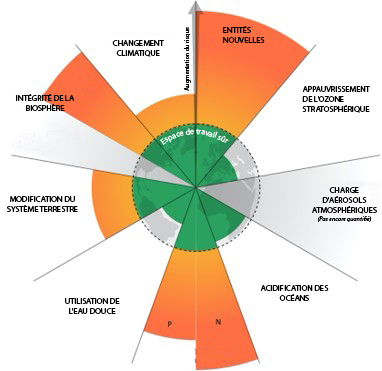 CHANGEMENT
CLIMATIQUE
Augmentation du risque
ENTITÉS
NOUVELLES
APPAUVRISSEMENT
DE L'OZONE
STRATOSPHÉRIQUE
INTÉGRITÉ DE LA
BIOSPHÈRE
Espace de travail sûr
MODIFICATION DU
SYSTÈME TERRESTRE
CHARGE
D'AÉROSOLS
ATMOSPHÉRIQUES
(Pas encore quantifié)
UTILISATION DE
L'EAU DOUCE
P
N
ACIDIFICATION DES
OCÉANS